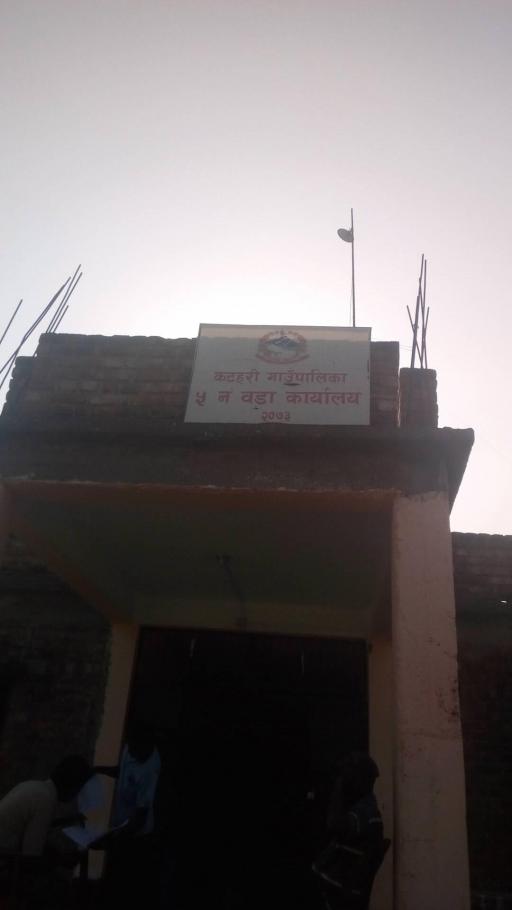 कटहरी गाउँपालिका
५ नं वडा कार्यालय
२०७३